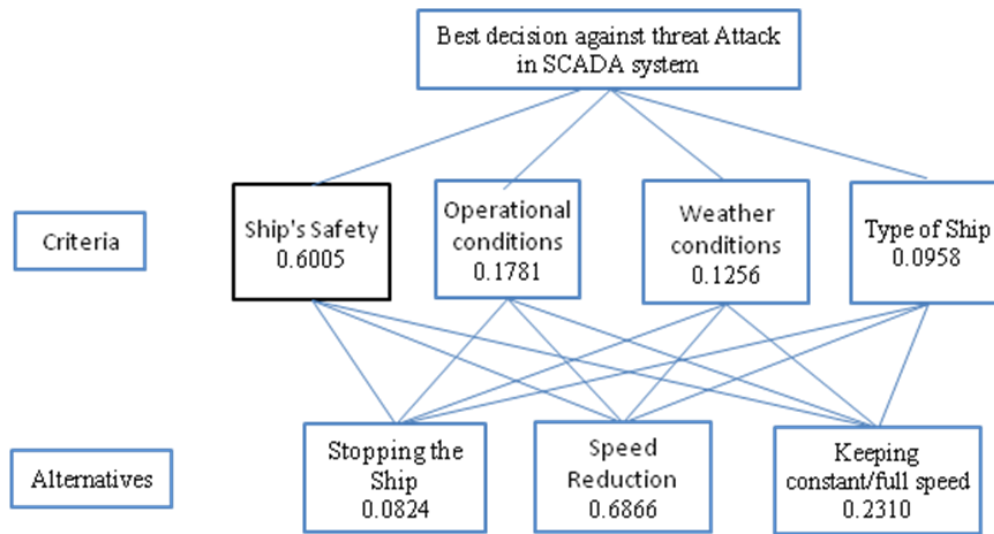 Best decision against threat Attack
in SCADA system
Criteria
Ship's Safety
0.6005
Operational
conditions
0.1781
Weather
conditions
0.1256
Type of Ship
0.0958
Alternatives
Stopping the
Ship
0.0824
Speed
Reduction
0.6866
Keeping
constant/full speed
0.2310